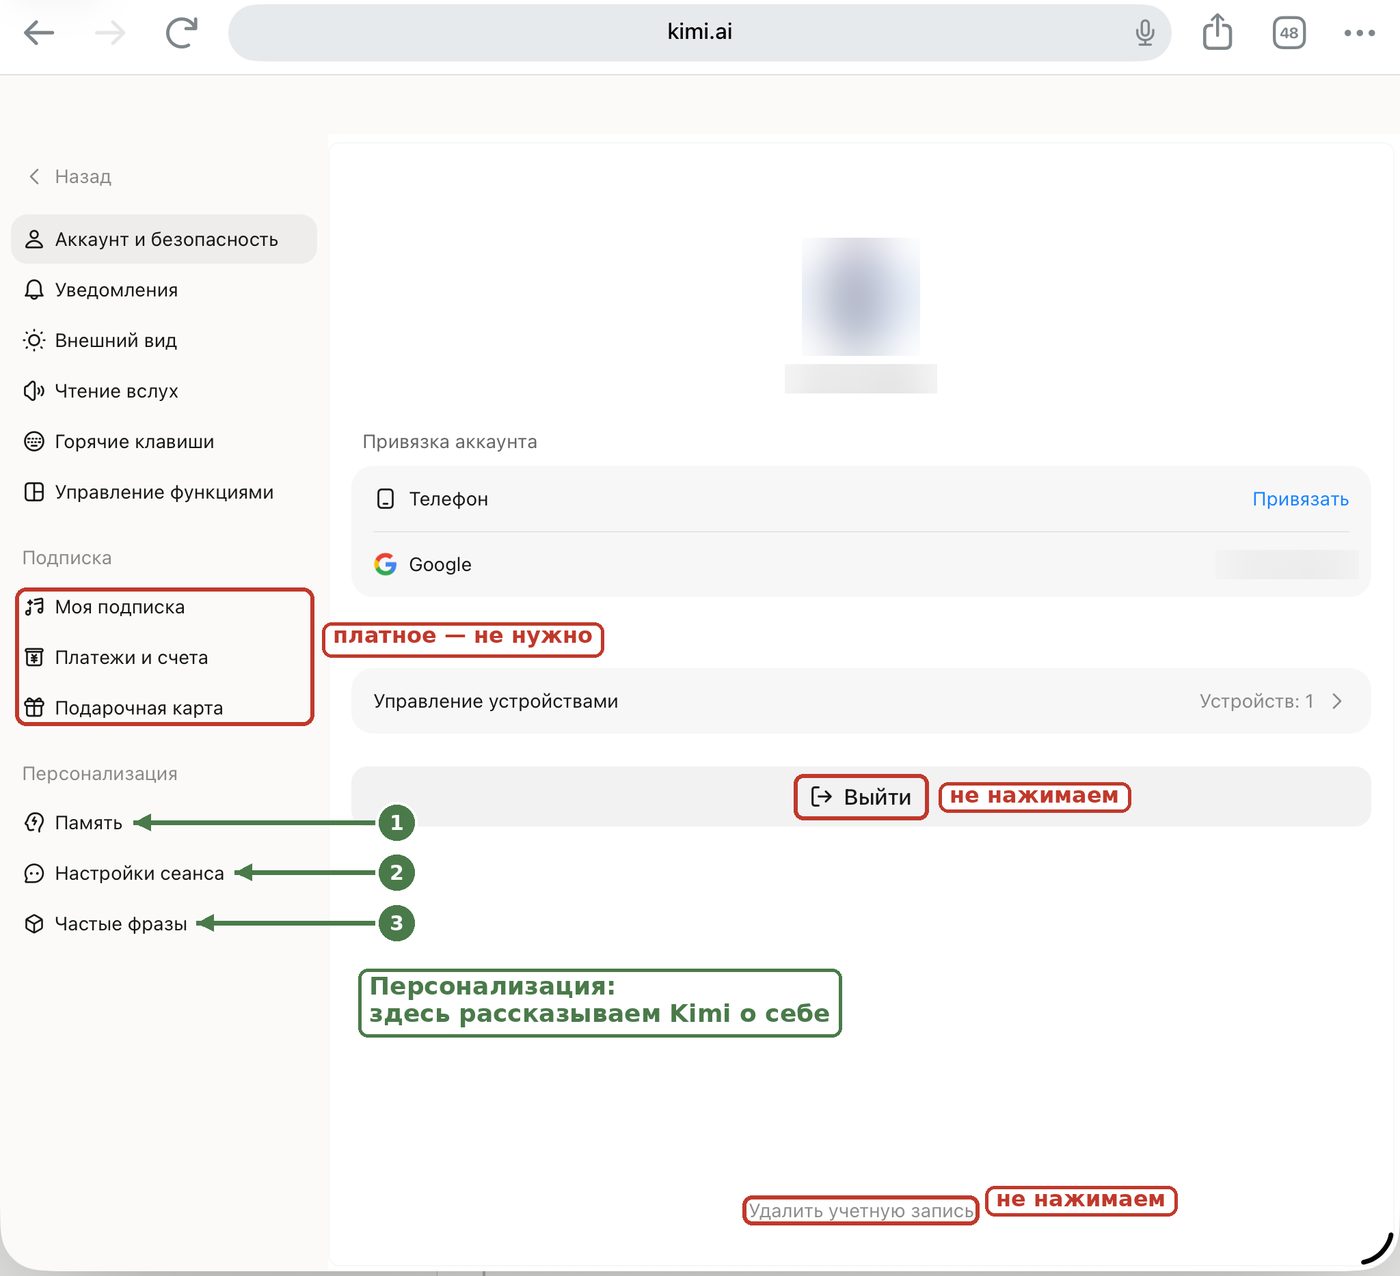 kimi.ai
48
Назад
Аккаунт и безопасность
Уведомления
Внешний вид
Чтение вслух
Горячие клавиши
Управление функциями
Подписка
Моя подписка
Платежи и счета
Подарочная карта
Персонализация
Память
Настройки сеанса
Частые фразы
Привязка аккаунта
Телефон
Привязать
Google
платное — не нужно
Управление устройствами
Устройств: 1
Выйти
не нажимаем
1
2
3
Персонализация:
здесь рассказываем Kimi о себе
Удалить учетную запись
не нажимаем